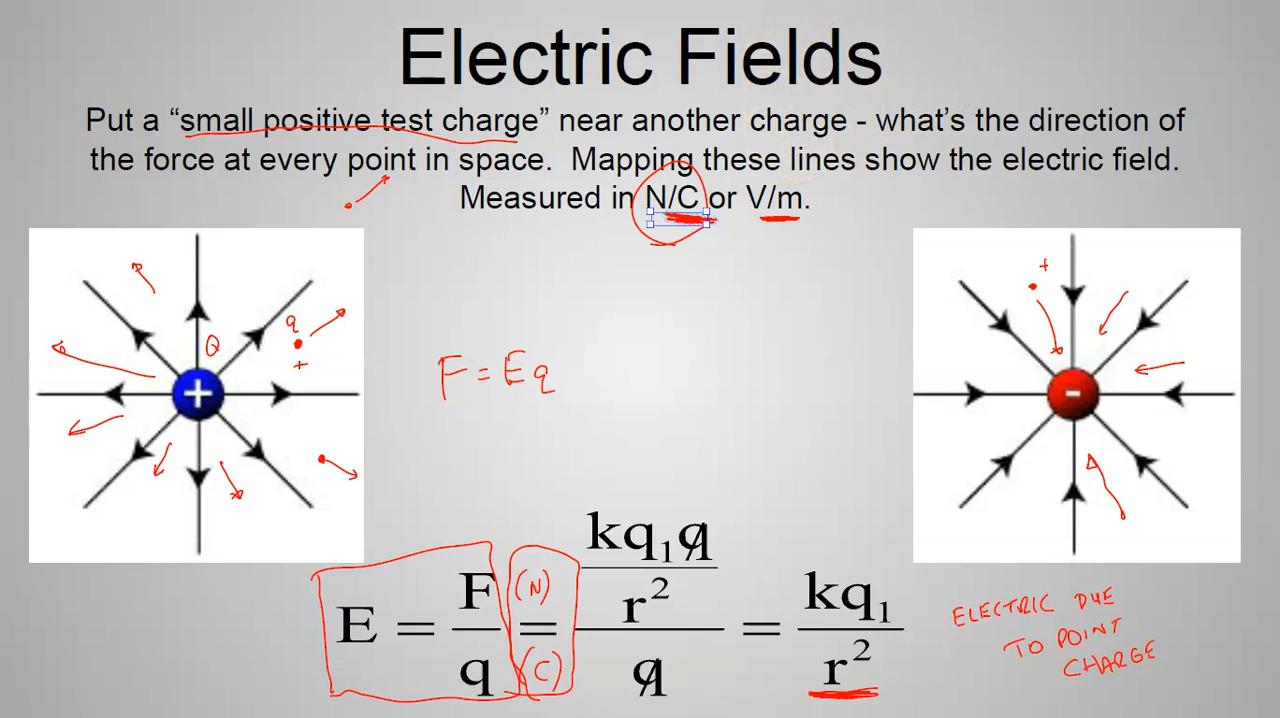 Electric Fields
Put a “small positive test charge” near another charge - what’s the direction of
the force at every point in space.  Mapping these lines show the electric field.
Measured in N/C or V/m.
Q
q
+
+
-
+
F = Eq
E = F/q = (kq₁q/r²)/q = kq₁/r²
(N)
(C)
ELECTRIC DUE
TO POINT
CHARGE